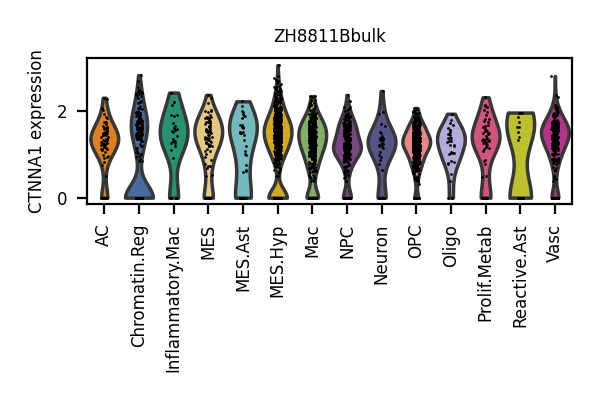 ZH8811Bbulk
CTNNA1 expression
2
0
AC
Chromatin.Reg
Inflammatory.Mac
MES
MES.Ast
MES.Hyp
Mac
NPC
Neuron
OPC
Oligo
Prolif.Metab
Reactive.Ast
Vasc